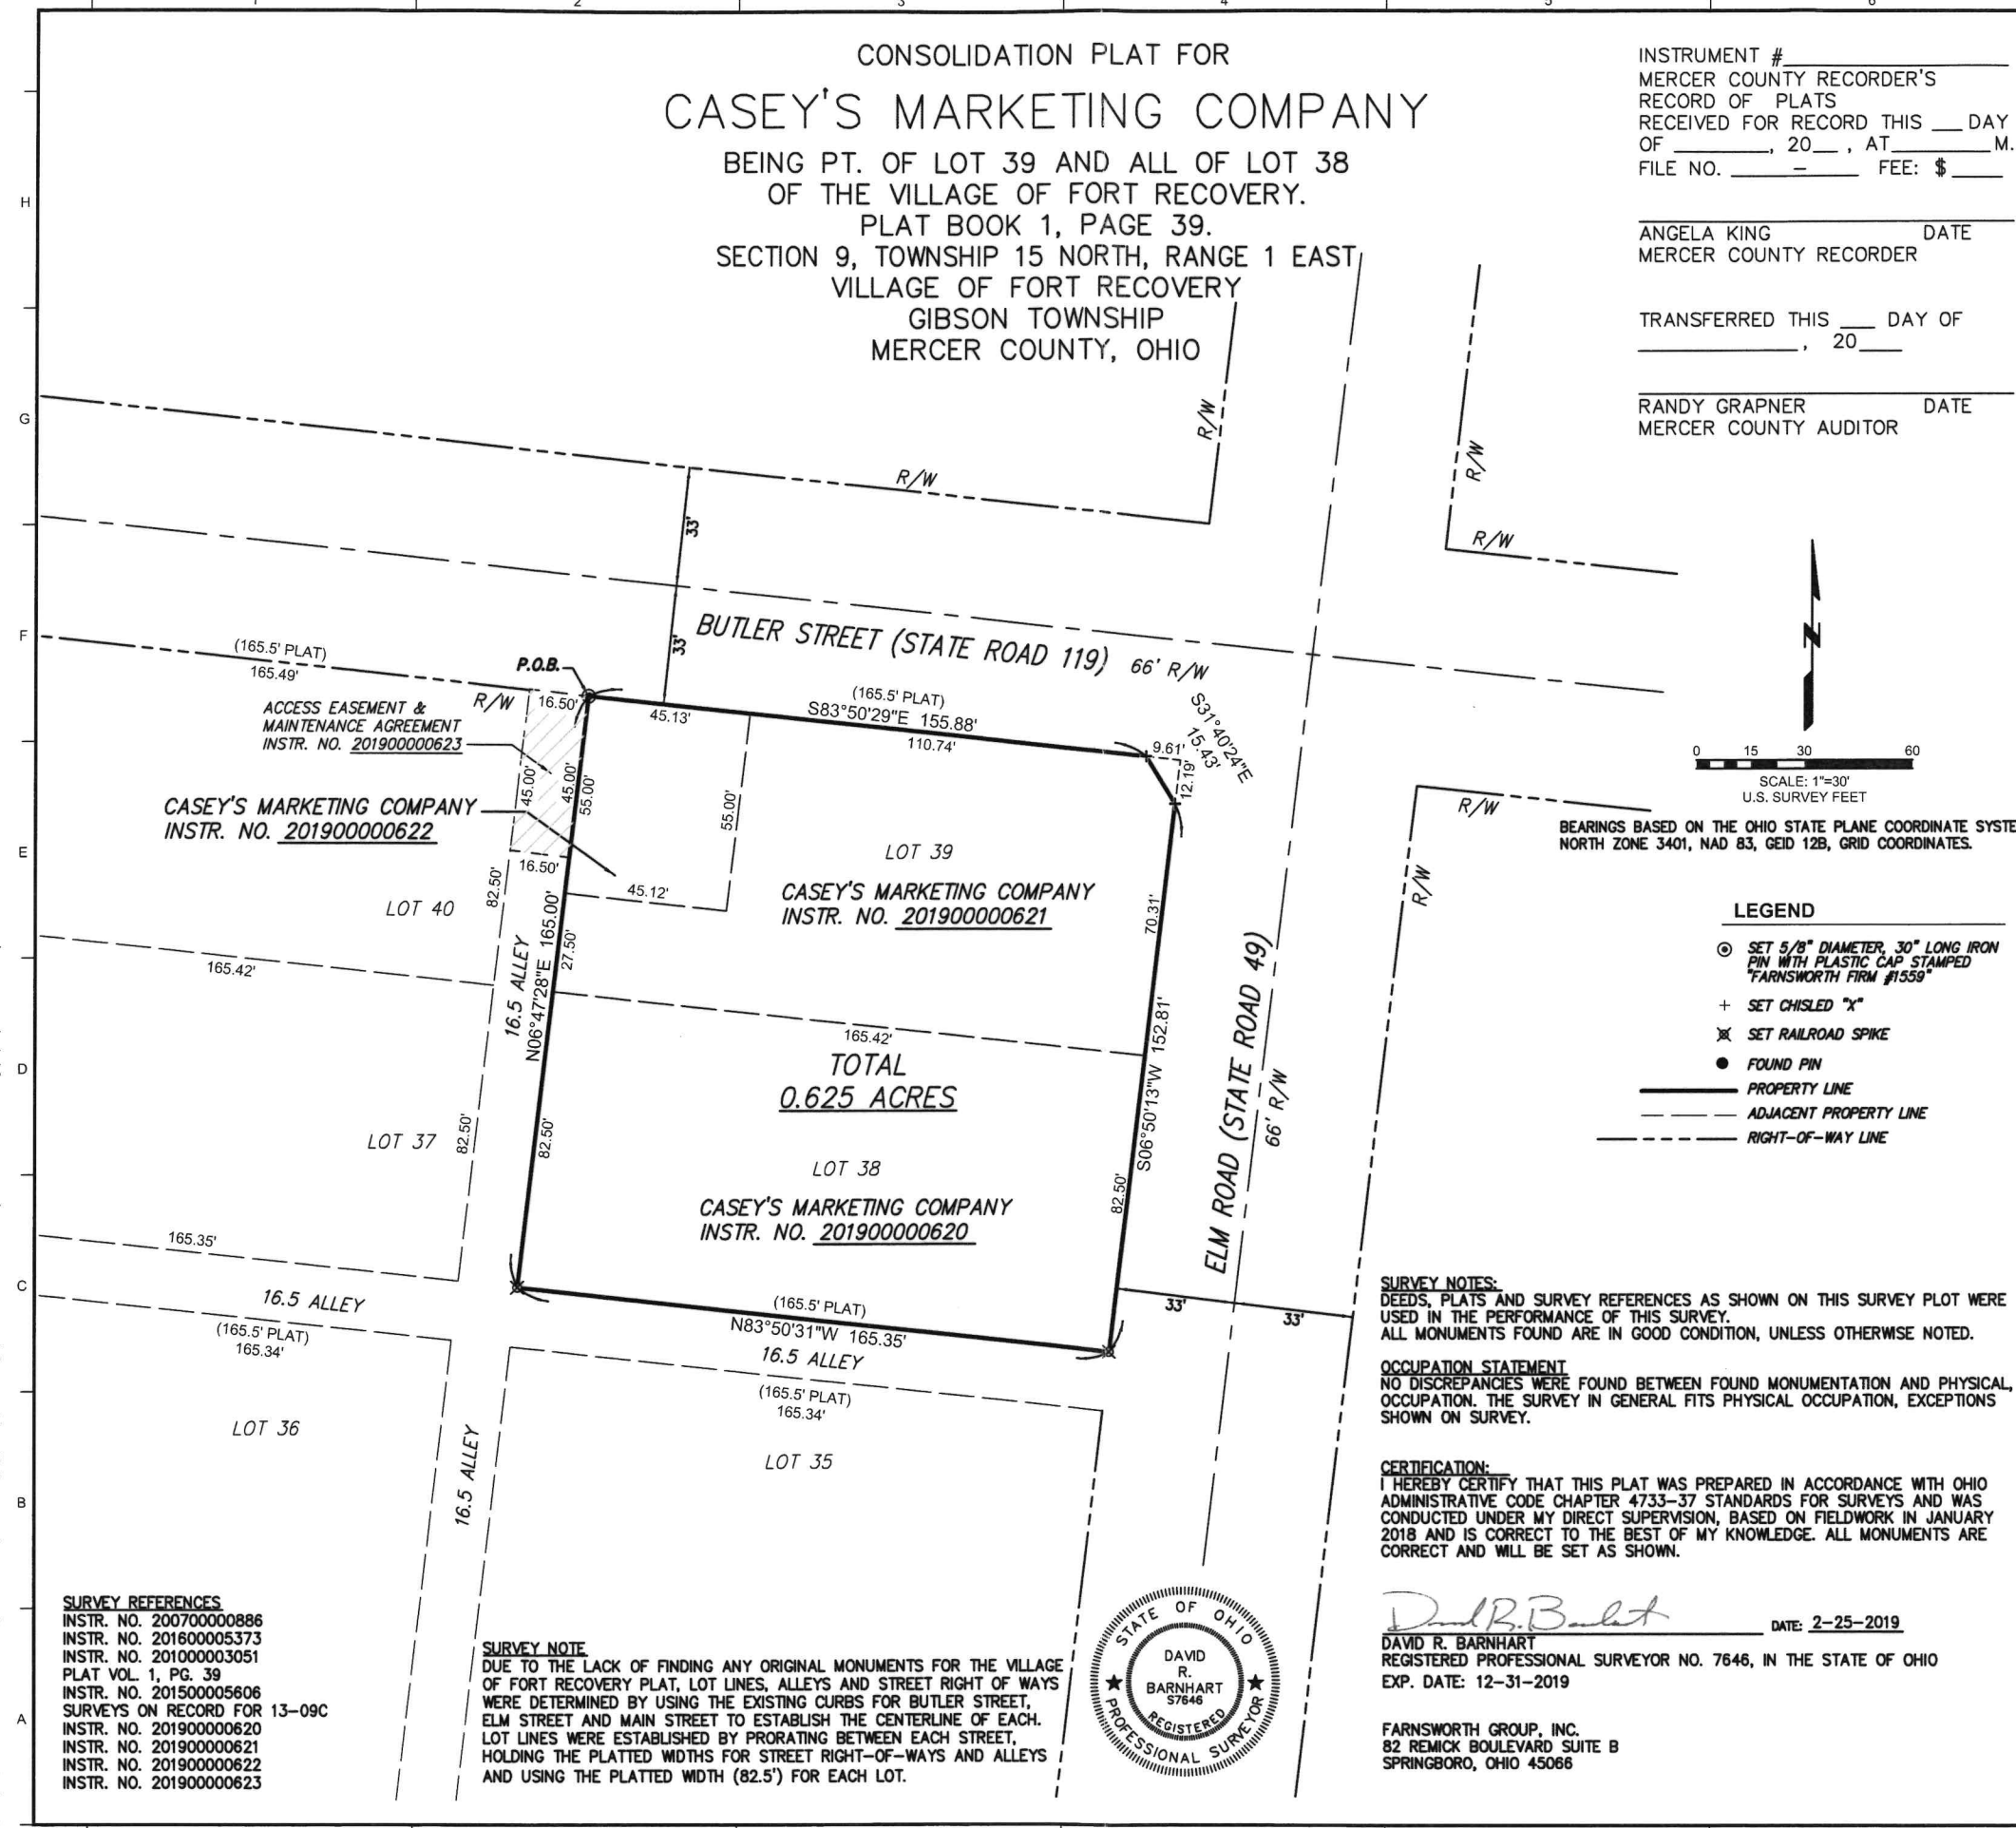 1 2 3 4 5 6
CONSOLIDATION PLAT FOR
CASEY'S MARKETING COMPANY
BEING PT. OF LOT 39 AND ALL OF LOT 38
OF THE VILLAGE OF FORT RECOVERY.
PLAT BOOK 1, PAGE 39.
SECTION 9, TOWNSHIP 15 NORTH, RANGE 1 EAST
VILLAGE OF FORT RECOVERY
GIBSON TOWNSHIP
MERCER COUNTY, OHIO
INSTRUMENT #
MERCER COUNTY RECORDER'S
RECORD OF PLATS
RECEIVED FOR RECORD THIS ___ DAY
OF ________, 20__ , AT________ M.
FILE NO. _____–____ FEE: $ ____
ANGELA KING DATE
MERCER COUNTY RECORDER
TRANSFERRED THIS ___ DAY OF
______________, 20____
RANDY GRAPNER DATE
MERCER COUNTY AUDITOR
H
G
F
E
D
C
B
A
R/W
R/W
R/W
R/W
33'
33'
BUTLER STREET (STATE ROAD 119) 66' R/W
(165.5' PLAT)
165.49'
R/W
P.O.B.
16.50'
ACCESS EASEMENT &
MAINTENANCE AGREEMENT
INSTR. NO. 201900000623
45.13'
(165.5' PLAT)
S83°50'29"E 155.88'
110.74'
9.61'
S31°40'24"E
15.43'
12.19'
45.00'
45.00'
55.00'
55.00'
CASEY'S MARKETING COMPANY
INSTR. NO. 201900000622
16.50'
45.12'
LOT 39
CASEY'S MARKETING COMPANY
INSTR. NO. 201900000621
LOT 40
82.50'
165.42'
16.5 ALLEY
N06°47'28"E 165.00'
27.50'
70.31'
165.42'
TOTAL
0.625 ACRES
S06°50'13"W 152.81'
ELM ROAD (STATE ROAD 49)
66' R/W
R/W
R/W
LOT 37
82.50'
82.50'
LOT 38
82.50'
CASEY'S MARKETING COMPANY
INSTR. NO. 201900000620
165.35'
16.5 ALLEY
(165.5' PLAT)
165.34'
(165.5' PLAT)
N83°50'31"W 165.35'
16.5 ALLEY
(165.5' PLAT)
165.34'
33'
33'
LOT 36
16.5 ALLEY
LOT 35
N
0 15 30 60
SCALE: 1"=30'
U.S. SURVEY FEET
BEARINGS BASED ON THE OHIO STATE PLANE COORDINATE SYSTE
NORTH ZONE 3401, NAD 83, GEID 12B, GRID COORDINATES.
LEGEND
SET 5/8" DIAMETER, 30" LONG IRON
PIN WITH PLASTIC CAP STAMPED
"FARNSWORTH FIRM #1559"
SET CHISLED "X"
SET RAILROAD SPIKE
FOUND PIN
PROPERTY LINE
ADJACENT PROPERTY LINE
RIGHT-OF-WAY LINE
SURVEY NOTES:
DEEDS, PLATS AND SURVEY REFERENCES AS SHOWN ON THIS SURVEY PLOT WERE
USED IN THE PERFORMANCE OF THIS SURVEY.
ALL MONUMENTS FOUND ARE IN GOOD CONDITION, UNLESS OTHERWISE NOTED.
OCCUPATION STATEMENT
NO DISCREPANCIES WERE FOUND BETWEEN FOUND MONUMENTATION AND PHYSICAL,
OCCUPATION. THE SURVEY IN GENERAL FITS PHYSICAL OCCUPATION, EXCEPTIONS
SHOWN ON SURVEY.
CERTIFICATION:
I HEREBY CERTIFY THAT THIS PLAT WAS PREPARED IN ACCORDANCE WITH OHIO
ADMINISTRATIVE CODE CHAPTER 4733-37 STANDARDS FOR SURVEYS AND WAS
CONDUCTED UNDER MY DIRECT SUPERVISION, BASED ON FIELDWORK IN JANUARY
2018 AND IS CORRECT TO THE BEST OF MY KNOWLEDGE. ALL MONUMENTS ARE
CORRECT AND WILL BE SET AS SHOWN.
DATE: 2-25-2019
DAVID R. BARNHART
REGISTERED PROFESSIONAL SURVEYOR NO. 7646, IN THE STATE OF OHIO
EXP. DATE: 12-31-2019
FARNSWORTH GROUP, INC.
82 REMICK BOULEVARD SUITE B
SPRINGBORO, OHIO 45066
SURVEY REFERENCES
INSTR. NO. 200700000886
INSTR. NO. 201600005373
INSTR. NO. 201000003051
PLAT VOL. 1, PG. 39
INSTR. NO. 201500005606
SURVEYS ON RECORD FOR 13-09C
INSTR. NO. 201900000620
INSTR. NO. 201900000621
INSTR. NO. 201900000622
INSTR. NO. 201900000623
SURVEY NOTE
DUE TO THE LACK OF FINDING ANY ORIGINAL MONUMENTS FOR THE VILLAGE
OF FORT RECOVERY PLAT, LOT LINES, ALLEYS AND STREET RIGHT OF WAYS
WERE DETERMINED BY USING THE EXISTING CURBS FOR BUTLER STREET,
ELM STREET AND MAIN STREET TO ESTABLISH THE CENTERLINE OF EACH.
LOT LINES WERE ESTABLISHED BY PRORATING BETWEEN EACH STREET,
HOLDING THE PLATTED WIDTHS FOR STREET RIGHT-OF-WAYS AND ALLEYS
AND USING THE PLATTED WIDTH (82.5') FOR EACH LOT.
STATE OF OHIO
DAVID
R.
BARNHART
S7646
REGISTERED
PROFESSIONAL SURVEYOR